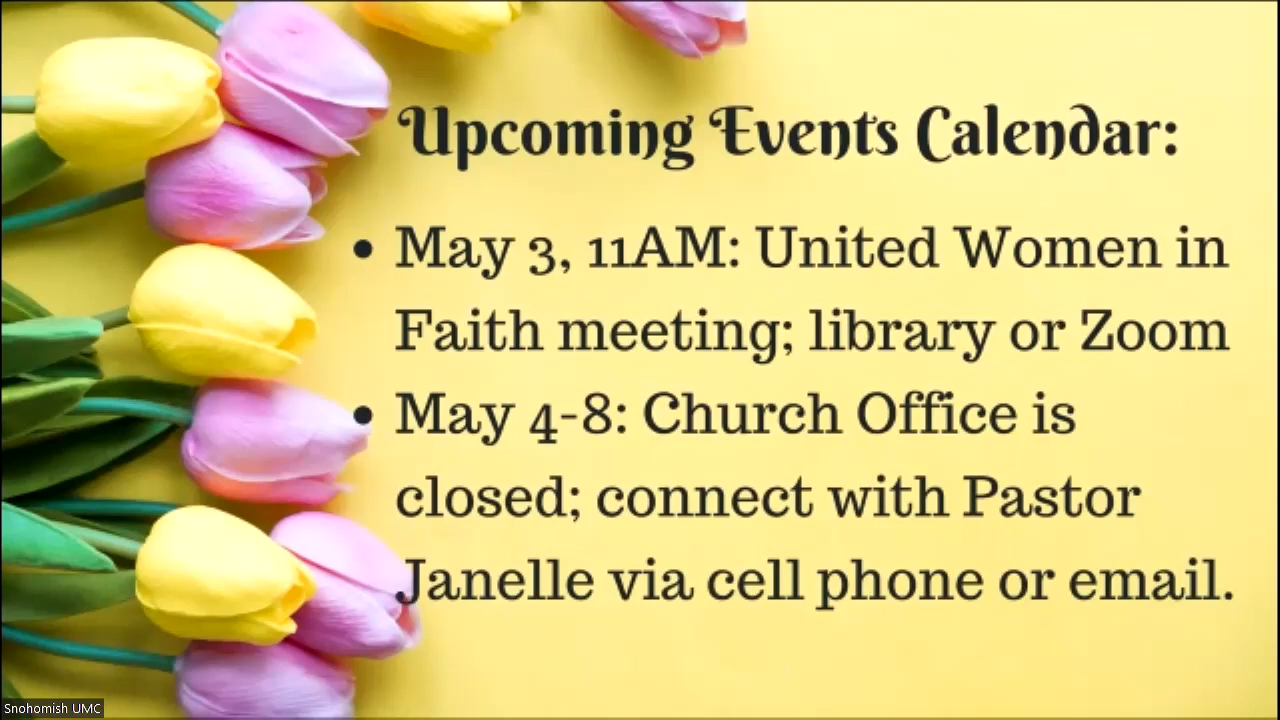 Upcoming Events Calendar:
• May 3, 11AM: United Women in
Faith meeting; library or Zoom
• May 4-8: Church Office is
closed; connect with Pastor
Janelle via cell phone or email.
Snohomish UMC